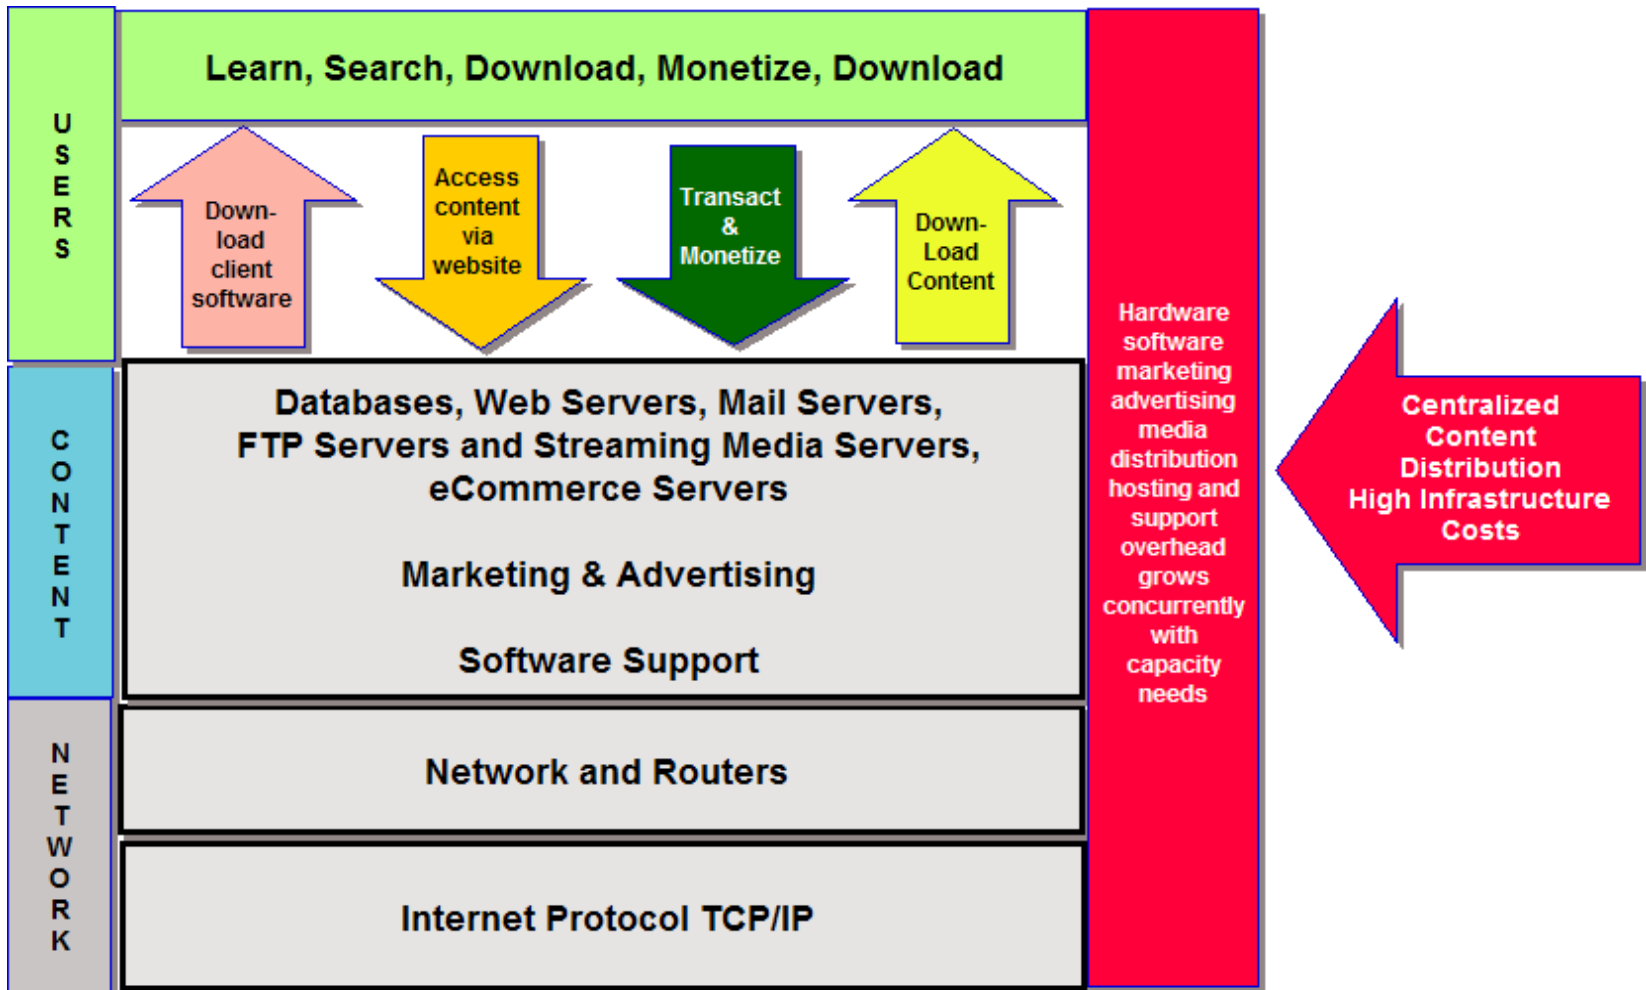 USERS
Learn, Search, Download, Monetize, Download
Down-
load
client
software
Access
content
via
website
Transact
&
Monetize
Down-
Load
Content
CONTENT
Databases, Web Servers, Mail Servers,
FTP Servers and Streaming Media Servers,
eCommerce Servers
Marketing & Advertising
Software Support
NETWORK
Network and Routers
Internet Protocol TCP/IP
Hardware
software
marketing
advertising
media
distribution
hosting and
support
overhead
grows
concurrently
with
capacity
needs
Centralized
Content
Distribution
High Infrastructure
Costs